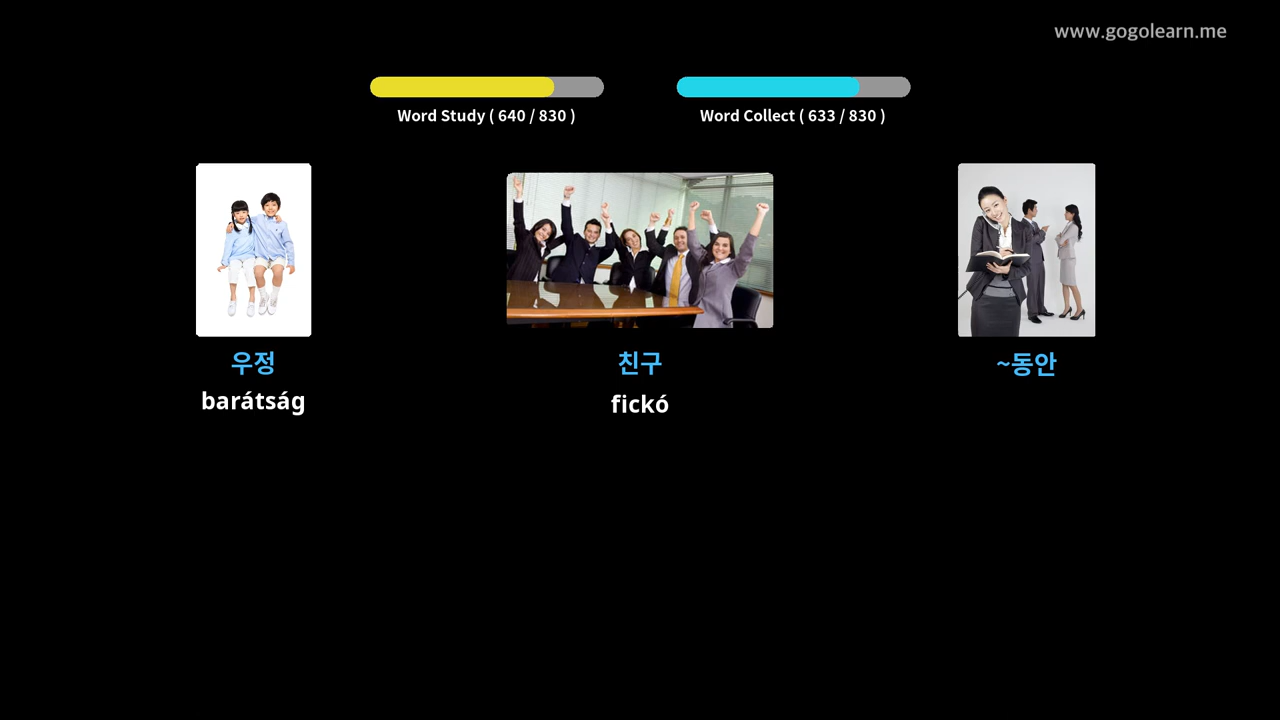 www.gogolearn.me
Word Study ( 640 / 830 )
Word Collect ( 633 / 830 )
우정
친구
~동안
barátság
fickó